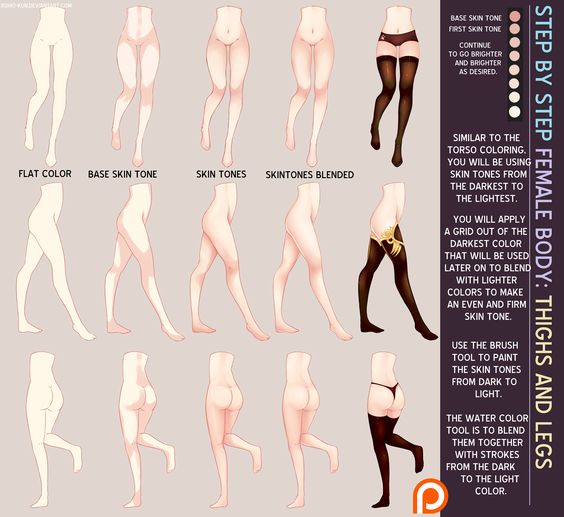 ROSHO-KUN.DEVIANTART.COM
FLAT COLOR
BASE SKIN TONE
SKIN TONES
SKINTONES BLENDED
BASE SKIN TONE
FIRST SKIN TONE
CONTINUE
TO GO BRIGHTER
AND BRIGHTER
AS DESIRED.
SIMILAR TO THE
TORSO COLORING.
YOU WILL BE USING
SKIN TONES FROM
THE DARKEST TO
THE LIGHTEST.
YOU WILL APPLY
A GRID OUT OF THE
DARKEST COLOR
THAT WILL BE USED
LATER ON TO BLEND
WITH LIGHTER
COLORS TO MAKE
AN EVEN AND FIRM
SKIN TONE.
USE THE BRUSH
TOOL TO PAINT
THE SKIN TONES
FROM DARK TO
LIGHT.
THE WATER COLOR
TOOL IS TO BLEND
THEM TOGETHER
WITH STROKES
FROM THE DARK
TO THE LIGHT
COLOR.
STEP BY STEP FEMALE BODY: THIGHS AND LEGS